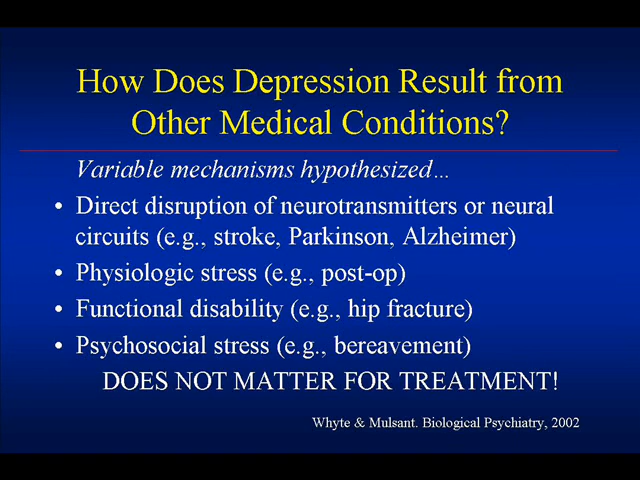 How Does Depression Result from
Other Medical Conditions?
Variable mechanisms hypothesized...
• Direct disruption of neurotransmitters or neural
circuits (e.g., stroke, Parkinson, Alzheimer)
• Physiologic stress (e.g., post-op)
• Functional disability (e.g., hip fracture)
• Psychosocial stress (e.g., bereavement)
DOES NOT MATTER FOR TREATMENT!
Whyte & Mulsant. Biological Psychiatry, 2002